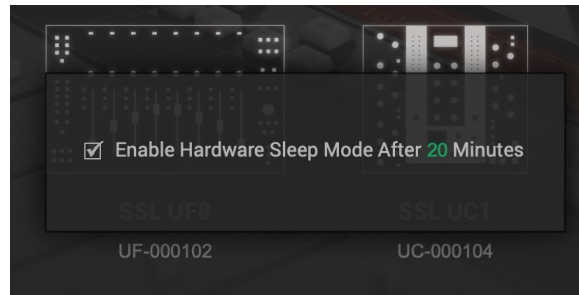 Enable Hardware Sleep Mode After 20 Minutes
SSL UF8
SSL UC1
UF-000102
UC-000104